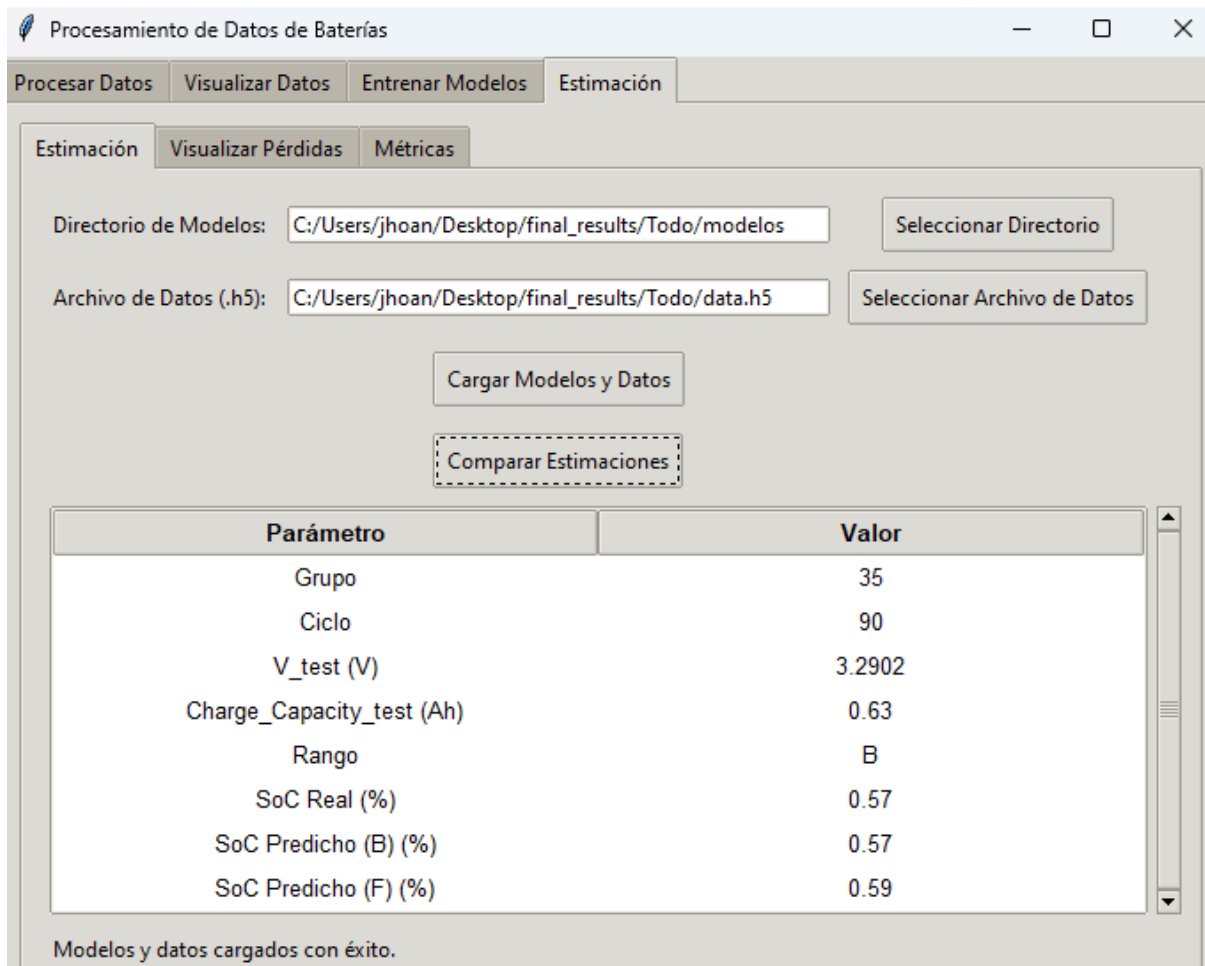 Procesamiento de Datos de Baterías
Procesar Datos Visualizar Datos Entrenar Modelos Estimación
Estimación Visualizar Pérdidas Métricas
Directorio de Modelos: C:/Users/jhoan/Desktop/final_results/Todo/modelos Seleccionar Directorio
Archivo de Datos (.h5): C:/Users/jhoan/Desktop/final_results/Todo/data.h5 Seleccionar Archivo de Datos
Cargar Modelos y Datos
Comparar Estimaciones
Parámetro Valor
Grupo 35
Ciclo 90
V_test (V) 3.2902
Charge_Capacity_test (Ah) 0.63
Rango B
SoC Real (%) 0.57
SoC Predicho (B) (%) 0.57
SoC Predicho (F) (%) 0.59
Modelos y datos cargados con éxito.